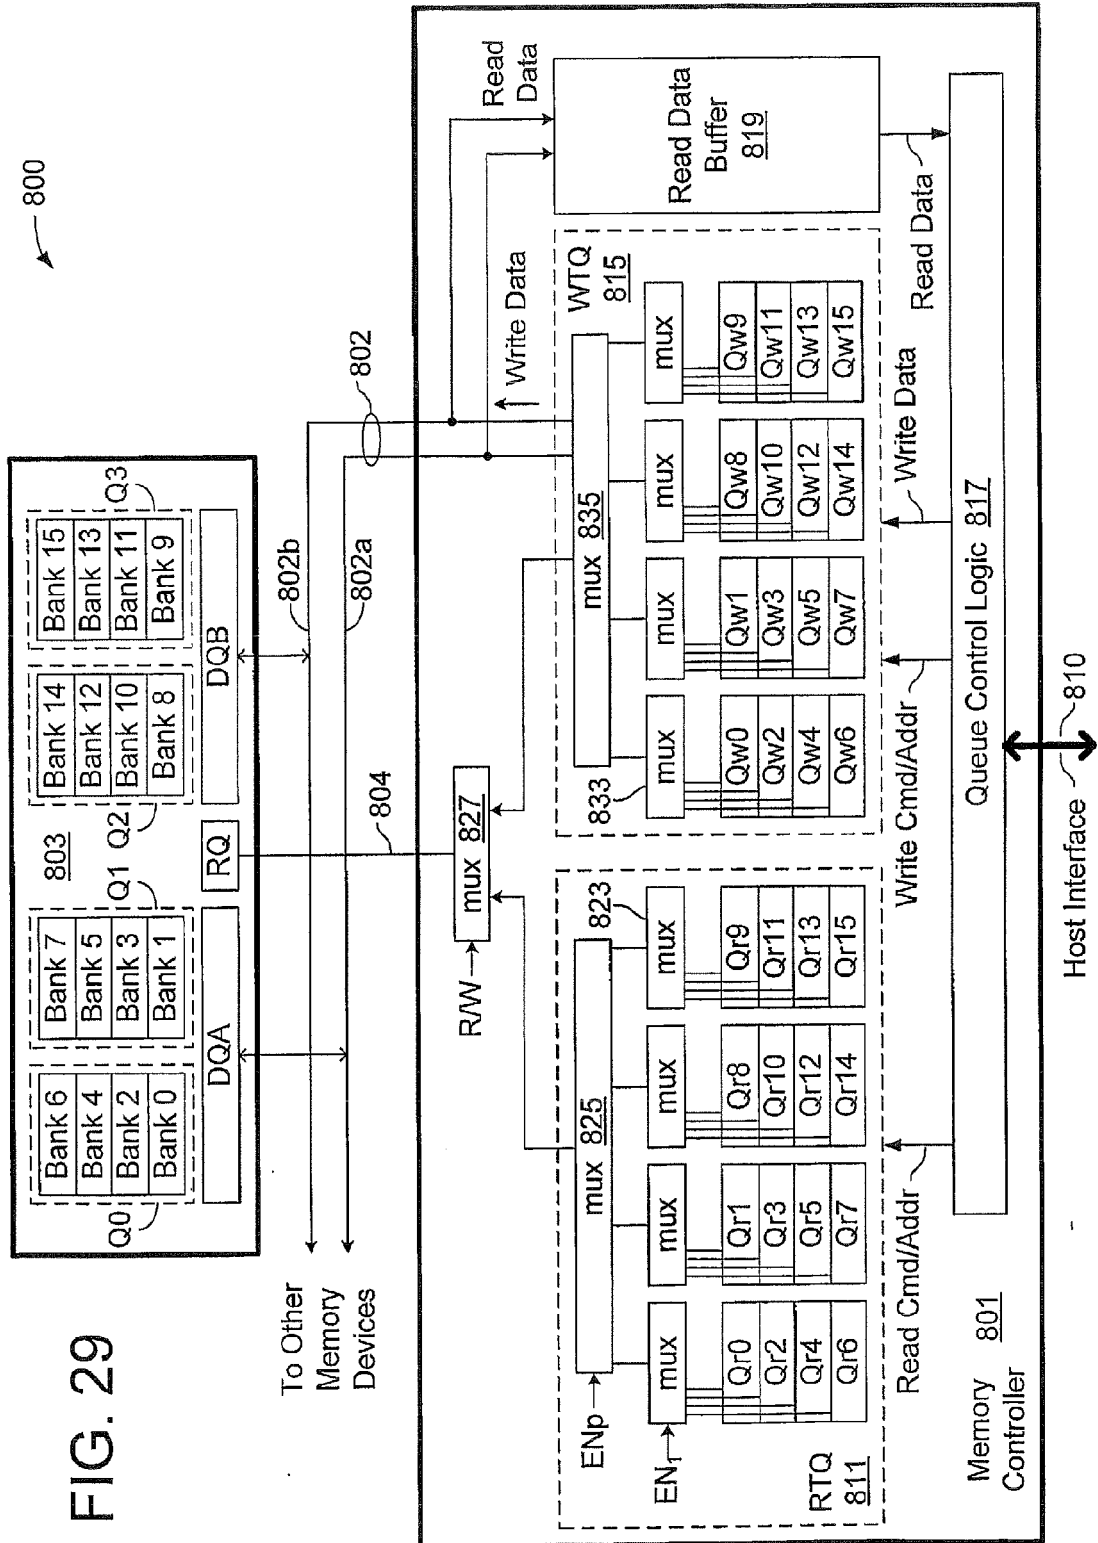 FIG. 29
800
Bank 6
Bank 4
Bank 2
Bank 0
Q0
Bank 7
Bank 5
Bank 3
Bank 1
Q1
803
Bank 14
Bank 12
Bank 10
Bank 8
Q2
Bank 15
Bank 13
Bank 11
Bank 9
Q3
DQA
RQ
DQB
To Other
Memory
Devices
802b
802a
802
804
R/W
mux 827
Write Data
Read
Data
ENp
mux 825
823
EN1
mux
mux
mux
mux
Qr0
Qr2
Qr4
Qr6
Qr1
Qr3
Qr5
Qr7
Qr8
Qr10
Qr12
Qr14
Qr9
Qr11
Qr13
Qr15
RTQ
811
mux 835
WTQ
815
833
mux
mux
mux
mux
Qw0
Qw2
Qw4
Qw6
Qw1
Qw3
Qw5
Qw7
Qw8
Qw10
Qw12
Qw14
Qw9
Qw11
Qw13
Qw15
Read Data
Buffer
819
Read Cmd/Addr
Write Cmd/Addr
Write Data
Read Data
Queue Control Logic 817
Memory
Controller
801
Host Interface
810